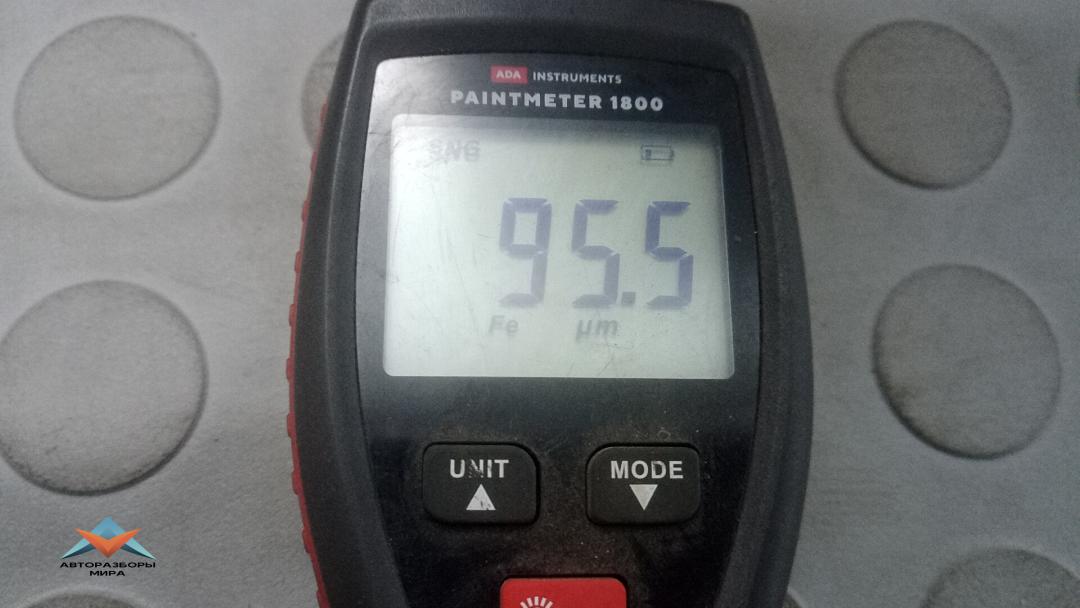 ADA INSTRUMENTS
PAINTMETER 1800
SNG
95.5
Fe µm
UNIT MODE
АВТОРАЗБОРЫ
МИРА